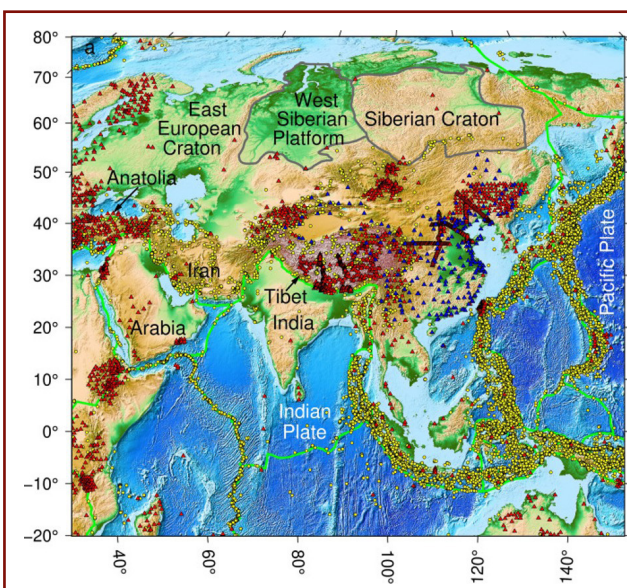 a
80°
70°
60°
50°
40°
30°
20°
10°
0°
−10°
−20°
East
European
Craton
West
Siberian
Platform
Siberian Craton
Anatolia
Iran
Tibet
India
Arabia
Indian
Plate
Pacific Plate
40°
60°
80°
100°
120°
140°